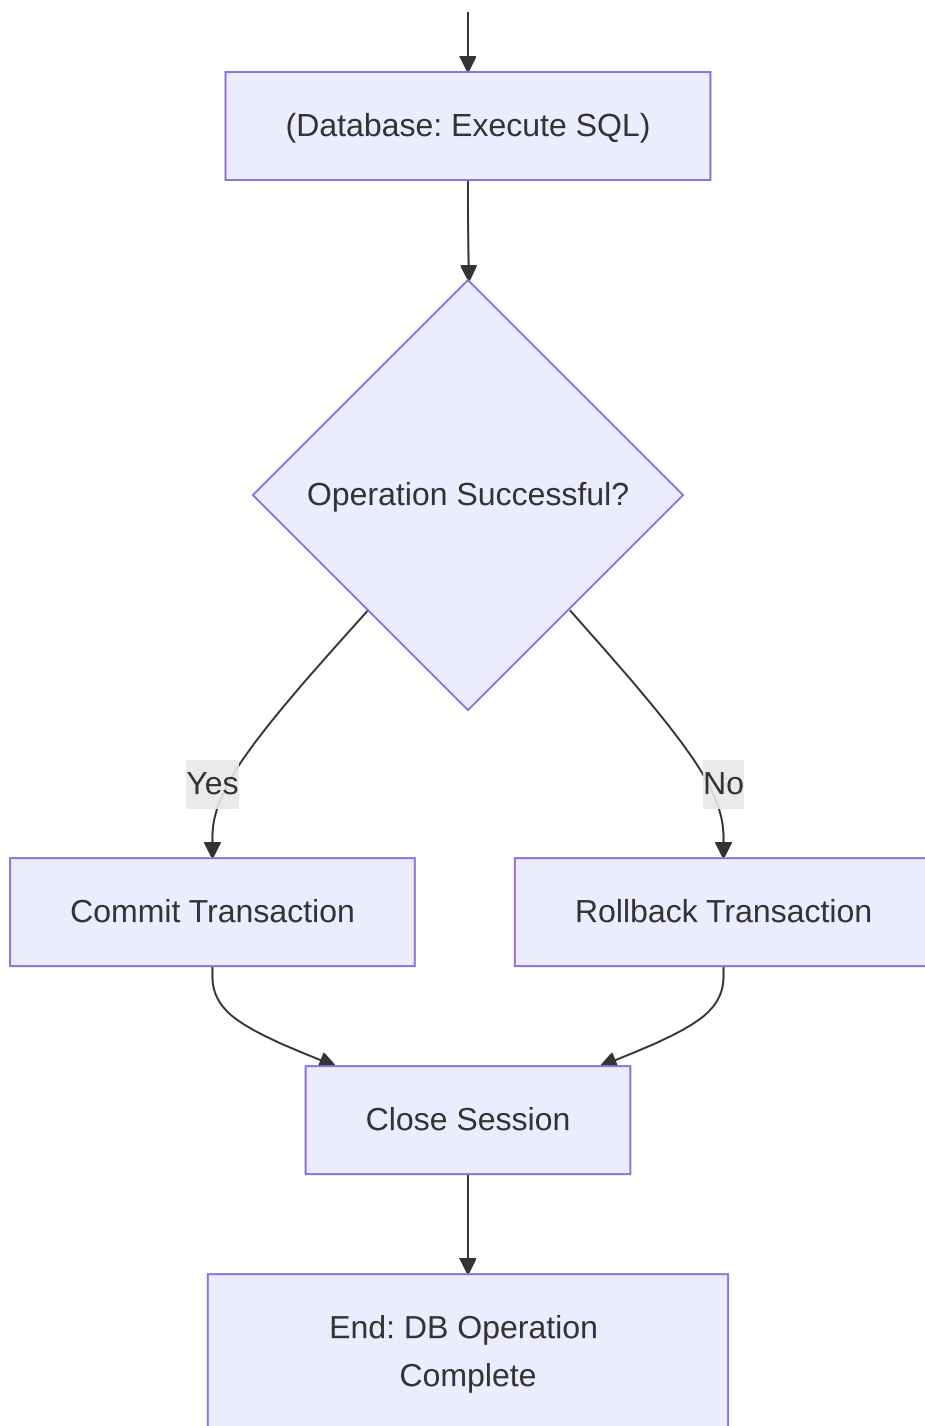 (Database: Execute SQL)
Operation Successful?
Yes
No
Commit Transaction
Rollback Transaction
Close Session
End: DB Operation
Complete